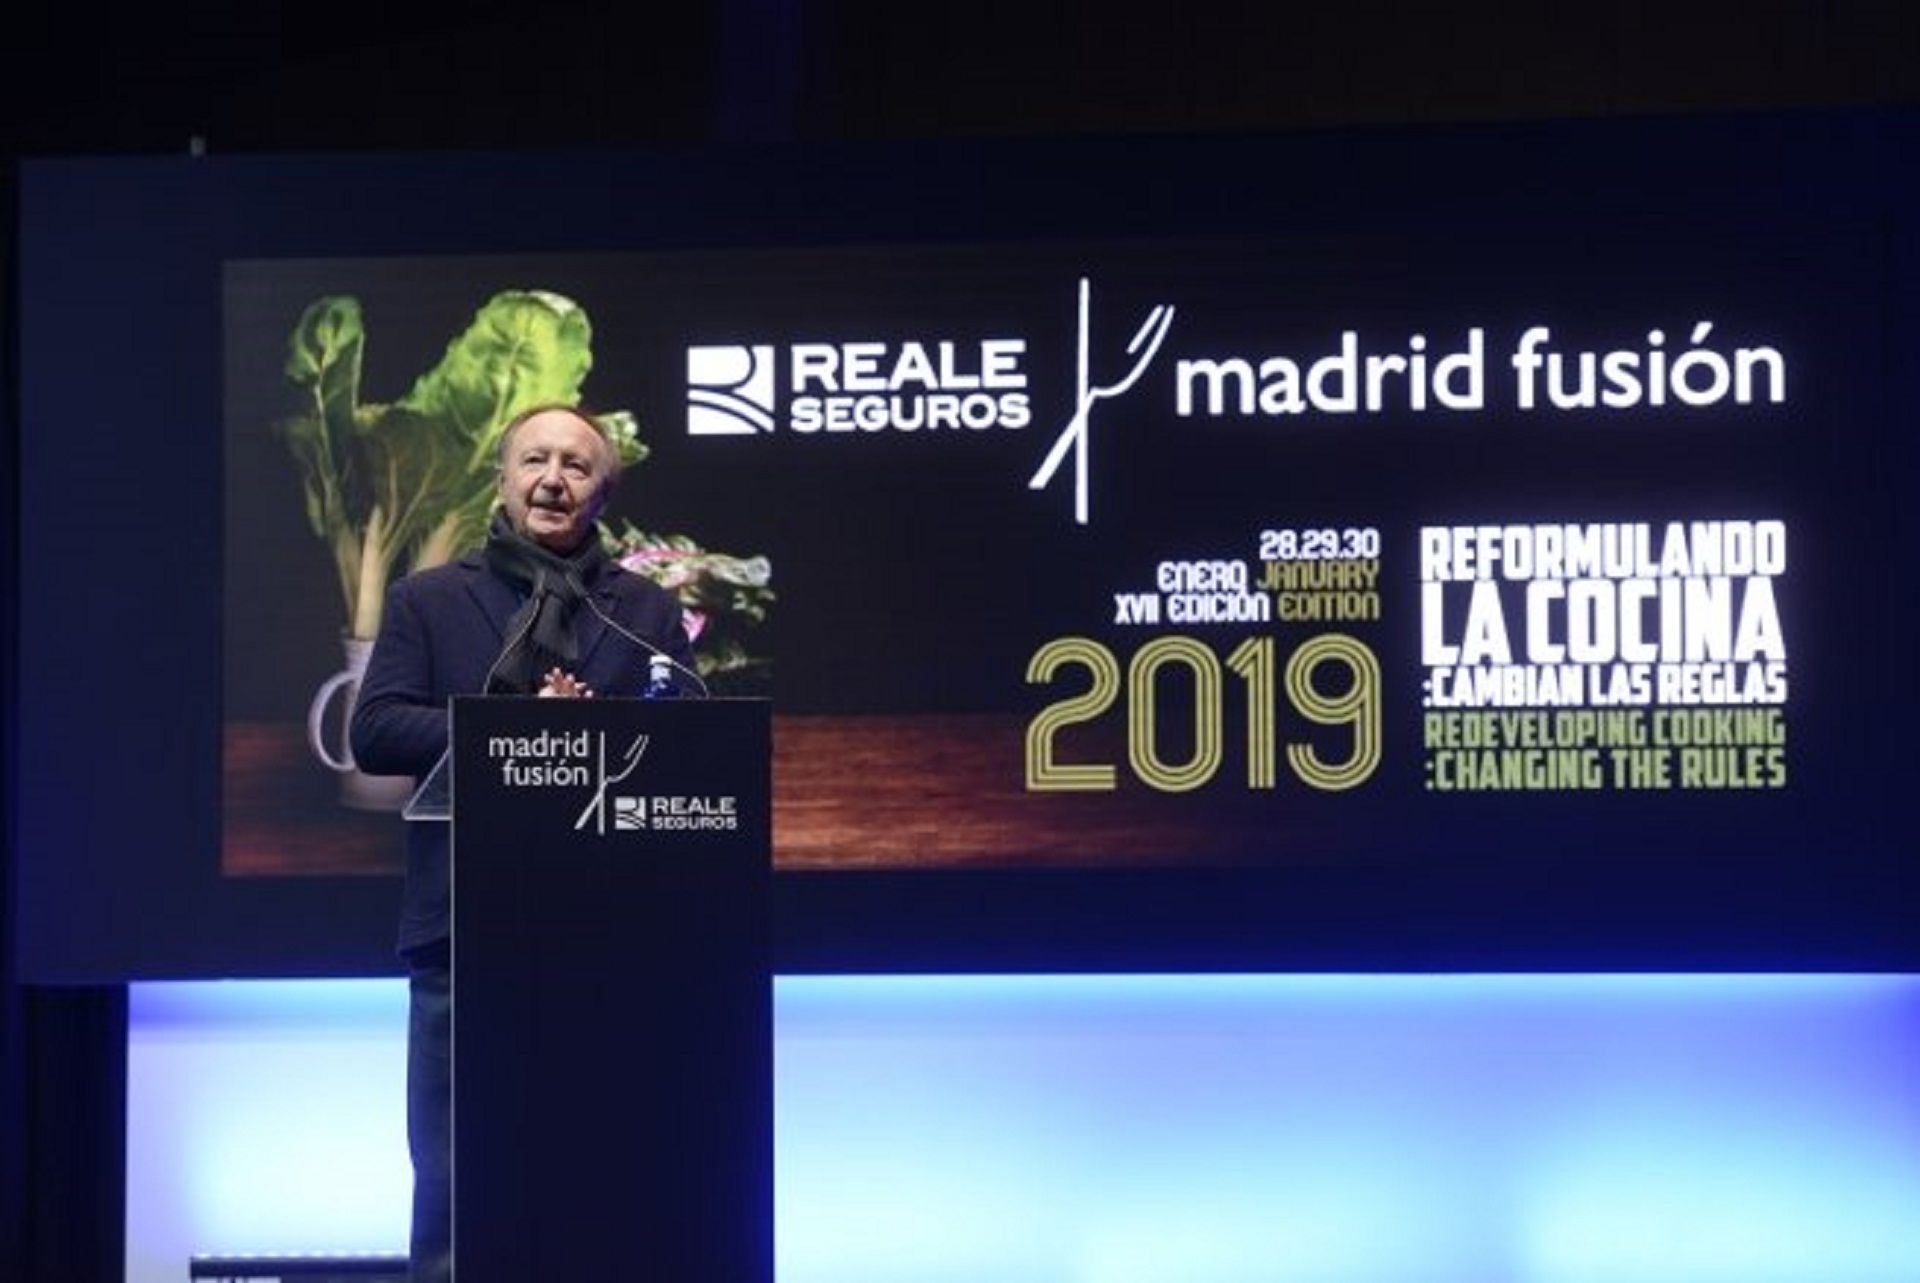 REALE
SEGUROS
madrid fusión
28.29.30
ENERO JANUARY
XVII EDICIÓN EDITION
2019
REFORMULANDO
LA COCINA
:CAMBIAN LAS REGLAS
REDEVELOPING COOKING
:CHANGING THE RULES
madrid
fusión
REALE
SEGUROS